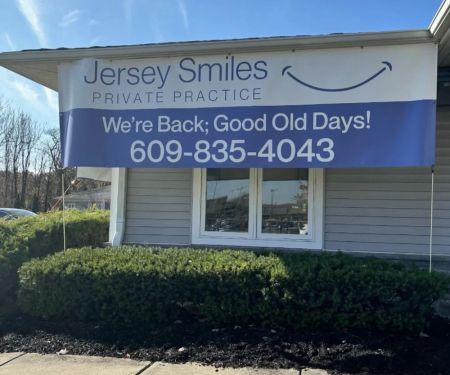 Jersey Smiles
PRIVATE PRACTICE
We're Back; Good Old Days!
609-835-4043